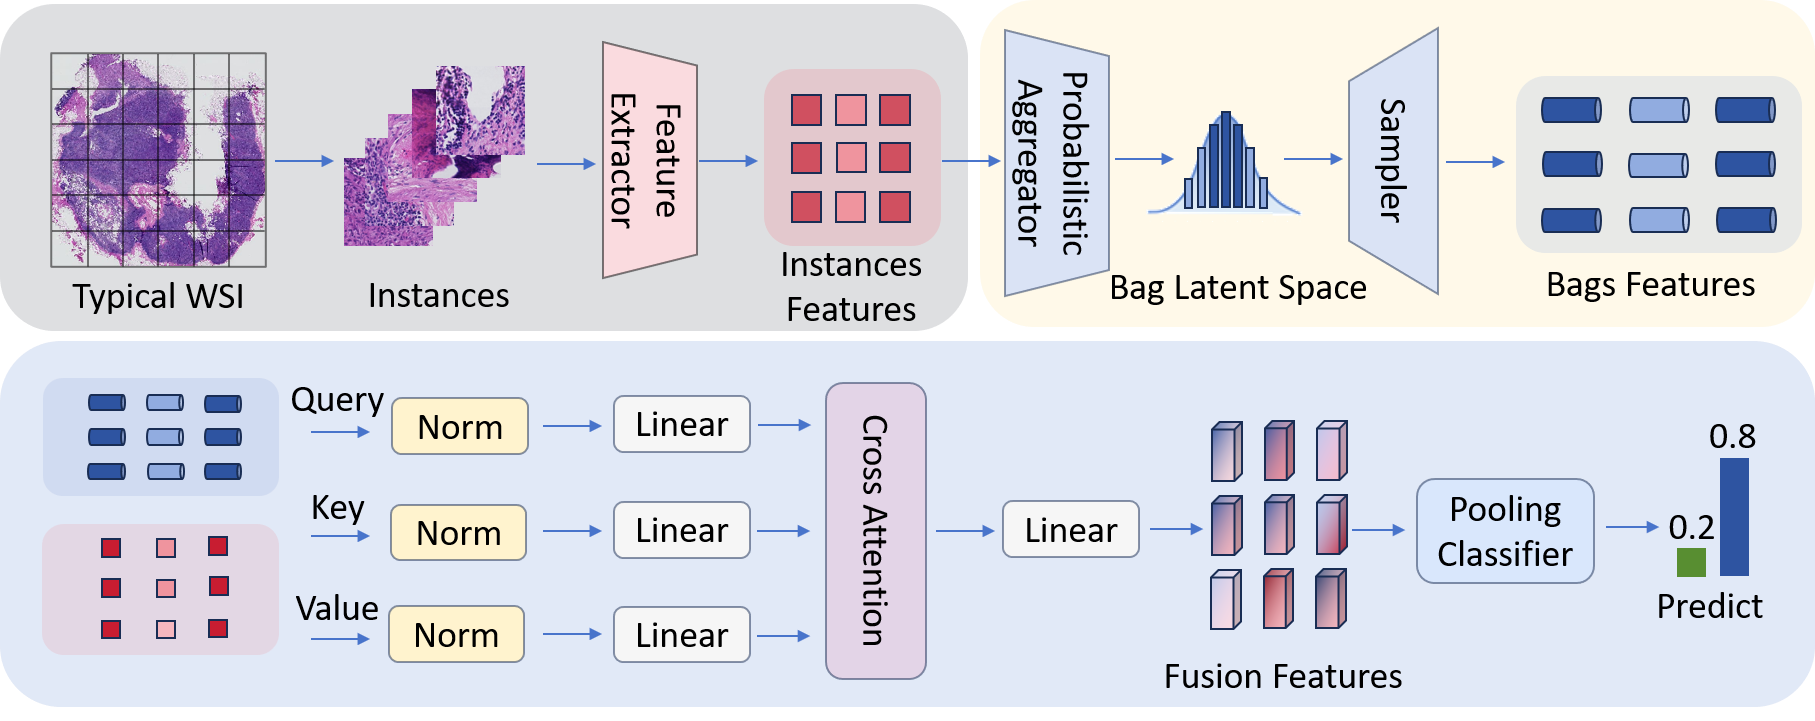 Typical WSI
Instances
Feature
Extractor
Instances
Features
Probabilistic
Aggregator
Bag Latent Space
Sampler
Bags Features
Query
Norm
Linear
Key
Norm
Linear
Value
Norm
Linear
Cross Attention
Linear
Fusion Features
Pooling
Classifier
0.2
0.8
Predict